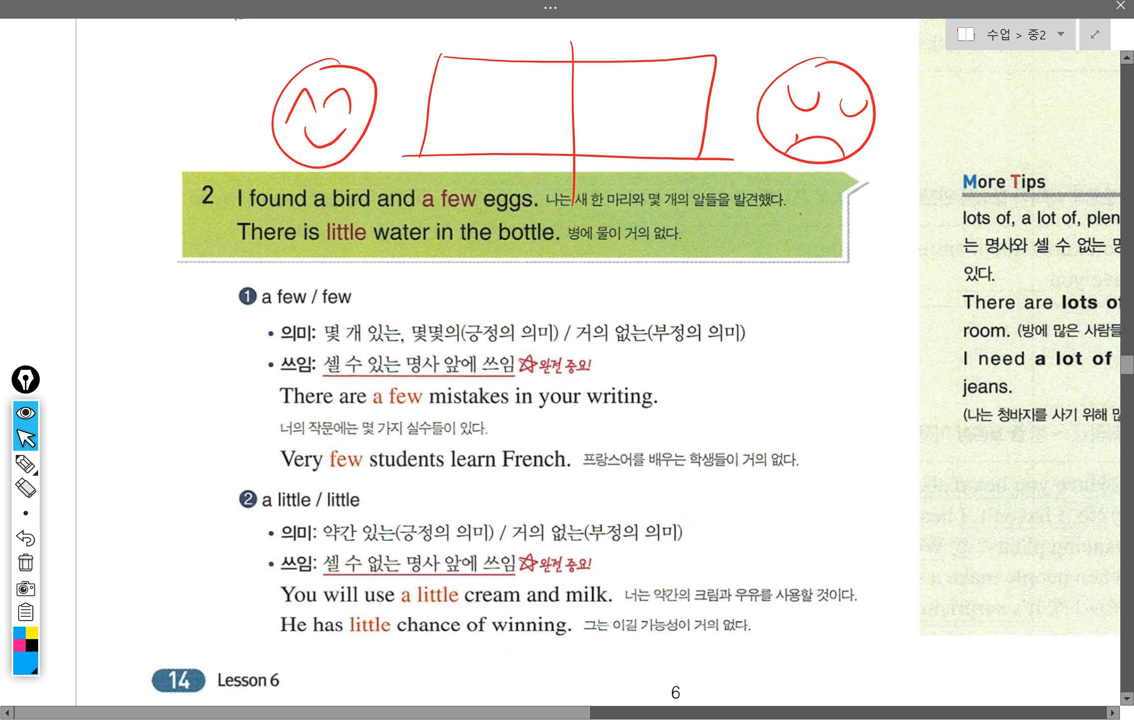 수업 > 중2
2 I found a bird and a few eggs. 나는 새 한 마리와 몇 개의 알들을 발견했다.
There is little water in the bottle. 병에 물이 거의 없다.
❶ a few / few
• 의미: 몇 개 있는, 몇몇의(긍정의 의미) / 거의 없는(부정의 의미)
• 쓰임: 셀 수 있는 명사 앞에 쓰임 ☆완전 중요!
There are a few mistakes in your writing.
너의 작문에는 몇 가지 실수들이 있다.
Very few students learn French. 프랑스어를 배우는 학생들이 거의 없다.
❷ a little / little
• 의미: 약간 있는(긍정의 의미) / 거의 없는(부정의 의미)
• 쓰임: 셀 수 없는 명사 앞에 쓰임 ☆완전 중요!
You will use a little cream and milk. 너는 약간의 크림과 우유를 사용할 것이다.
He has little chance of winning. 그는 이길 가능성이 거의 없다.
14 Lesson 6
6
More Tips
lots of, a lot of, plen
는 명사와 셀 수 없는 명
있다.
There are lots of
room. (방에 많은 사람들
I need a lot of
jeans.
(나는 청바지를 사기 위해 많